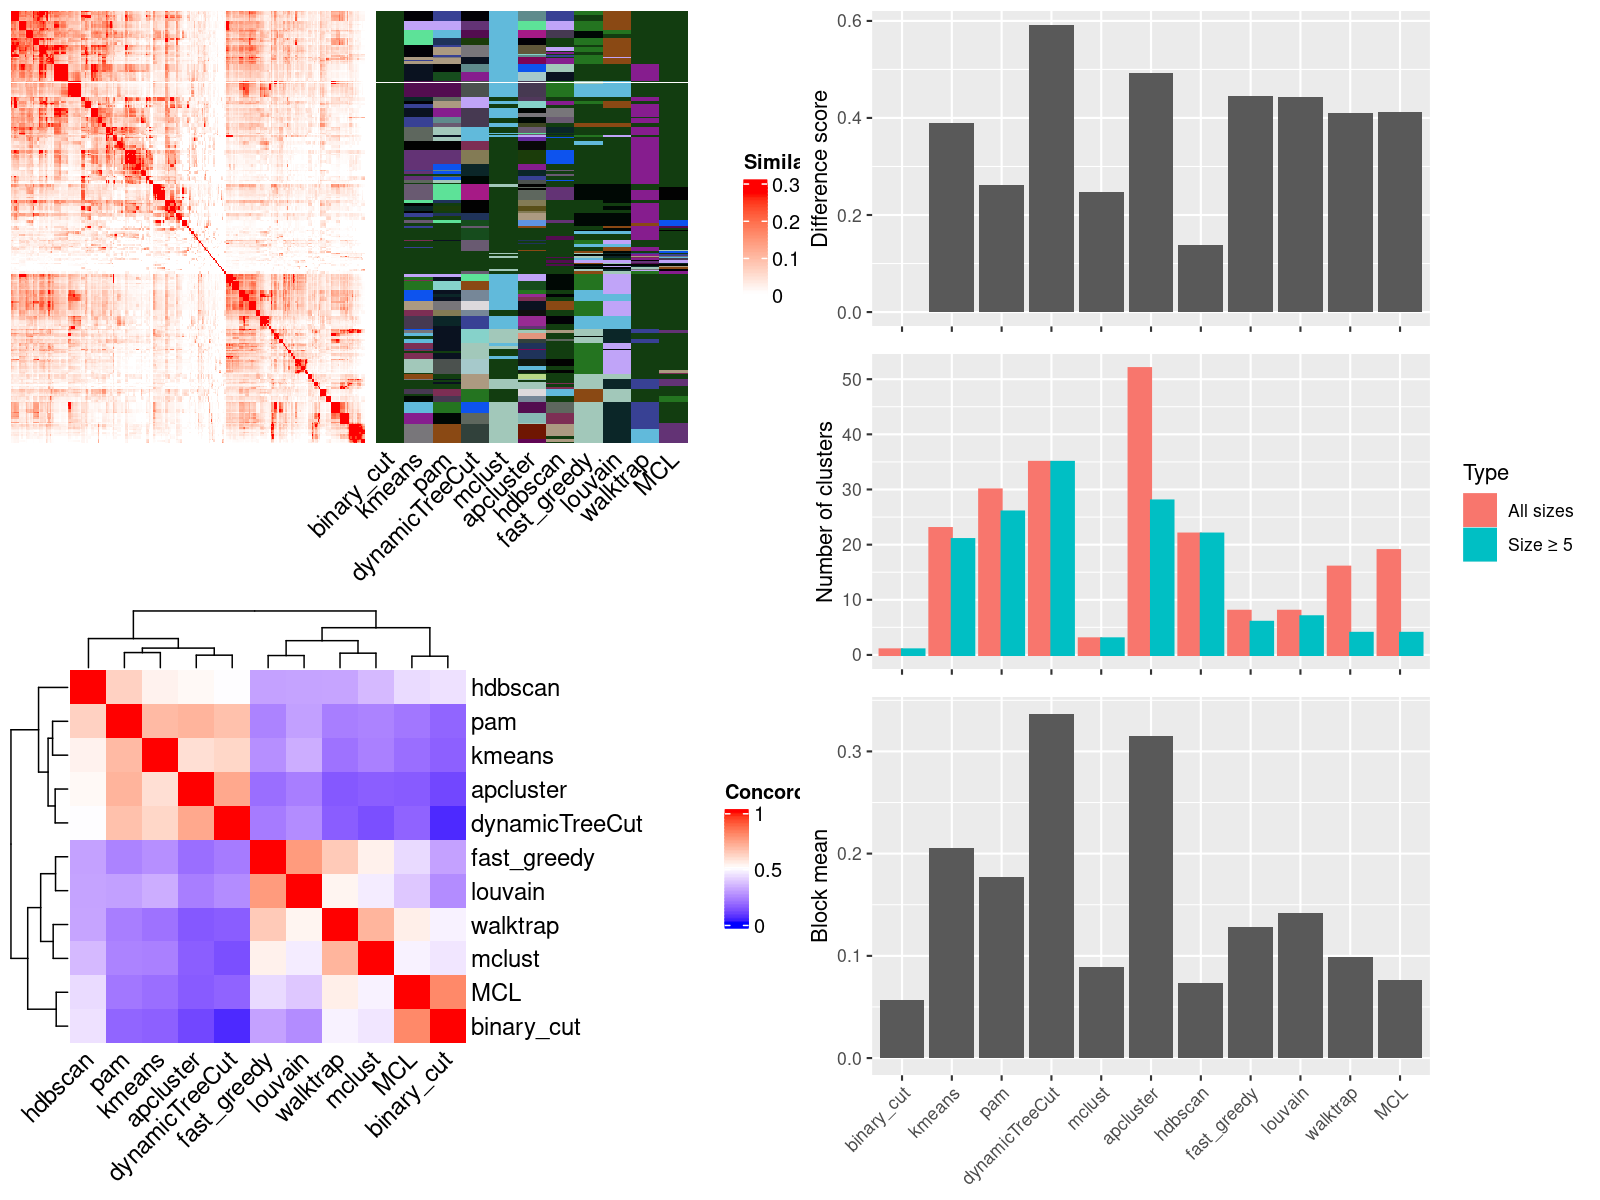 Simila
0.3
0.2
0.1
0
binary_cut
kmeans
pam
dynamicTreeCut
mclust
apcluster
hdbscan
fast_greedy
louvain
walktrap
MCL
hdbscan
pam
kmeans
apcluster
dynamicTreeCut
fast_greedy
louvain
walktrap
mclust
MCL
binary_cut
Concorc
1
0.5
0
hdbscan
pam
kmeans
apcluster
dynamicTreeCut
fast_greedy
louvain
walktrap
mclust
MCL
binary_cut
Difference score
0.6
0.4
0.2
0.0
Number of clusters
50
40
30
20
10
0
Type
All sizes
Size ≥ 5
Block mean
0.3
0.2
0.1
0.0
binary_cut
kmeans
pam
dynamicTreeCut
mclust
apcluster
hdbscan
fast_greedy
louvain
walktrap
MCL